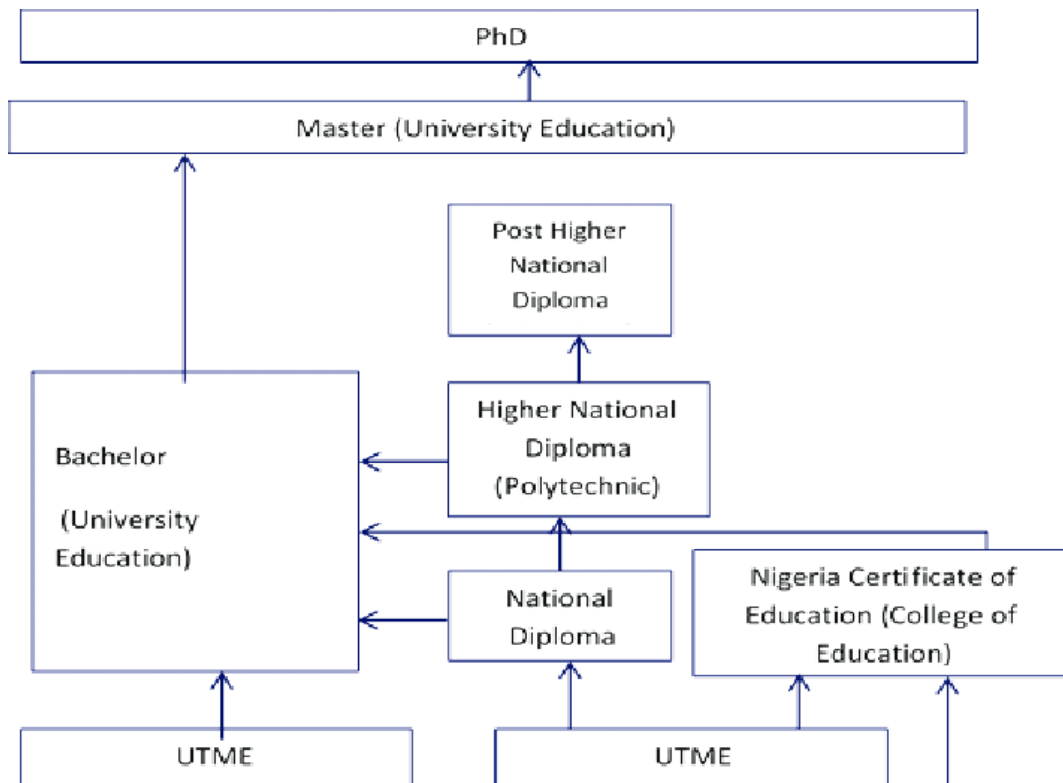 PhD
Master (University Education)
Post Higher
National
Diploma
Higher National
Diploma
(Polytechnic)
Bachelor
(University
Education)
National
Diploma
Nigeria Certificate of
Education (College of
Education)
UTME
UTME